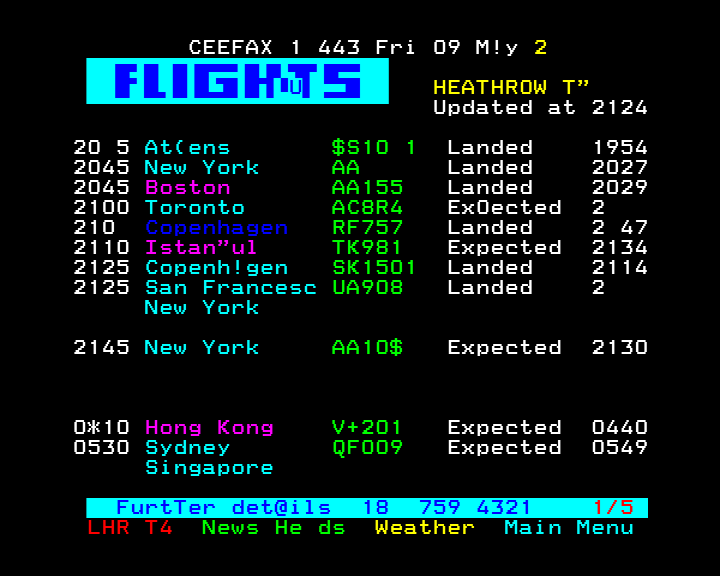 CEEFAX 1 443 Fri 09 M!y 2
FLIGHTS
HEATHROW T”
Updated at 2124
20 5 At(ens $S10 1 Landed 1954
2045 New York AA Landed 2027
2045 Boston AA155 Landed 2029
2100 Toronto AC8R4 ExOected 2
210 Copenhagen RF757 Landed 2 47
2110 Istan”ul TK981 Expected 2134
2125 Copenh!gen SK1501 Landed 2114
2125 San Francesc UA908 Landed 2
New York
2145 New York AA10$ Expected 2130
0*10 Hong Kong V+201 Expected 0440
0530 Sydney QF009 Expected 0549
Singapore
FurtTer det@ils 18 759 4321 1/5
LHR T4 News He ds Weather Main Menu